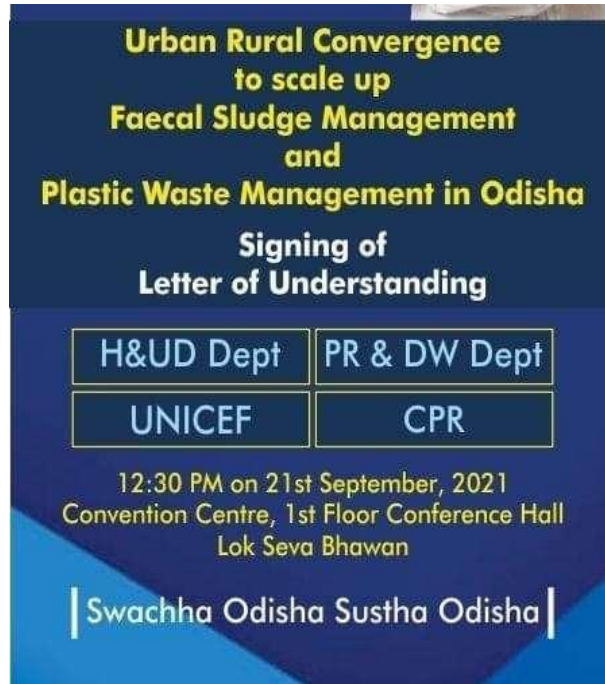 Urban Rural Convergence
to scale up
Faecal Sludge Management
and
Plastic Waste Management in Odisha
Signing of
Letter of Understanding
H&UD Dept
PR & DW Dept
UNICEF
CPR
12:30 PM on 21st September, 2021
Convention Centre, 1st Floor Conference Hall
Lok Seva Bhawan
Swachha Odisha Sustha Odisha